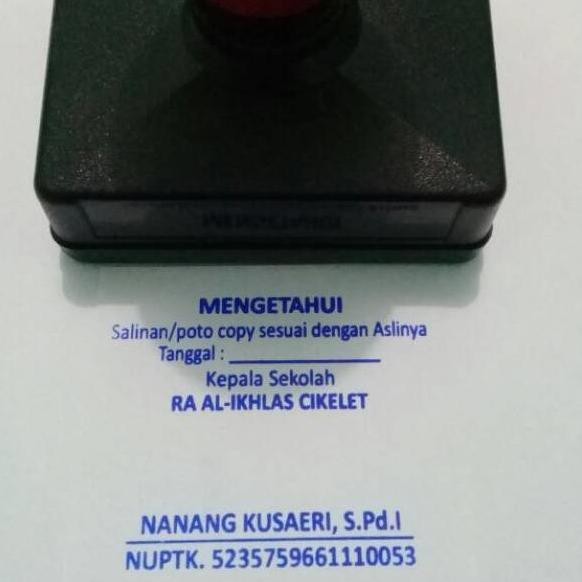 MENGETAHUI
Salinan/poto copy sesuai dengan Aslinya
Tanggal : _______________
Kepala Sekolah
RA AL-IKHLAS CIKELET
NANANG KUSAERI, S.Pd.I
NUPTK. 5235759661110053